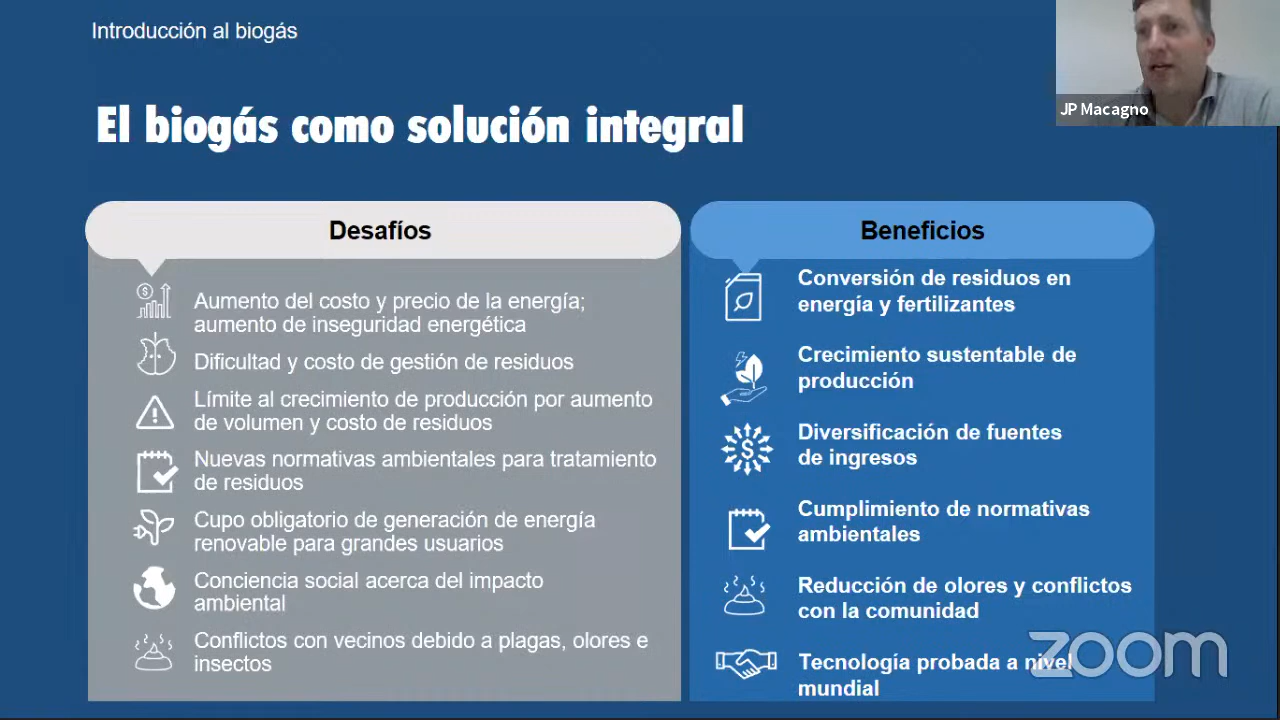 Introducción al biogás
JP Macagno
El biogás como solución integral
Desafíos
Aumento del costo y precio de la energía;
aumento de inseguridad energética
Dificultad y costo de gestión de residuos
Límite al crecimiento de producción por aumento
de volumen y costo de residuos
Nuevas normativas ambientales para tratamiento
de residuos
Cupo obligatorio de generación de energía
renovable para grandes usuarios
Conciencia social acerca del impacto
ambiental
Conflictos con vecinos debido a plagas, olores e
insectos
Beneficios
Conversión de residuos en
energía y fertilizantes
Crecimiento sustentable de
producción
Diversificación de fuentes
de ingresos
Cumplimiento de normativas
ambientales
Reducción de olores y conflictos
con la comunidad
Tecnología probada a nivel
mundial
zoom